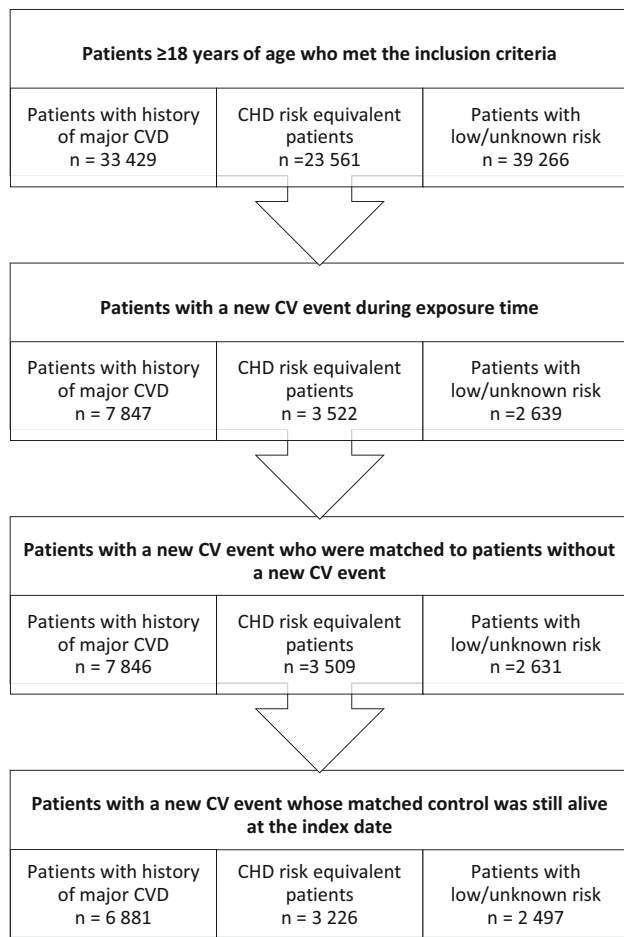 Patients ≥18 years of age who met the inclusion criteria
Patients with history
of major CVD
n = 33 429
CHD risk equivalent
patients
n =23 561
Patients with
low/unknown risk
n = 39 266
Patients with a new CV event during exposure time
Patients with history
of major CVD
n = 7 847
CHD risk equivalent
patients
n = 3 522
Patients with
low/unknown risk
n =2 639
Patients with a new CV event who were matched to patients without
a new CV event
Patients with history
of major CVD
n = 7 846
CHD risk equivalent
patients
n =3 509
Patients with
low/unknown risk
n =2 631
Patients with a new CV event whose matched control was still alive
at the index date
Patients with history
of major CVD
n = 6 881
CHD risk equivalent
patients
n = 3 226
Patients with
low/unknown risk
n = 2 497